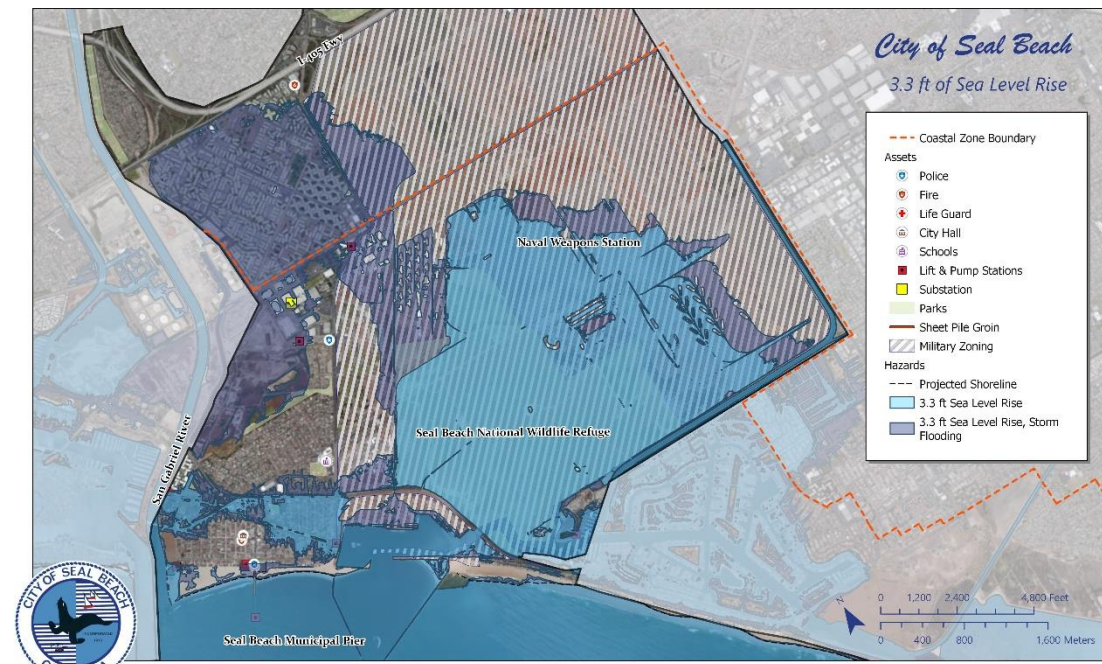 City of Seal Beach
3.3 ft of Sea Level Rise
I-405 Fwy
Coastal Zone Boundary
Assets
Police
Fire
Life Guard
City Hall
Schools
Lift & Pump Stations
Substation
Parks
Sheet Pile Groin
Military Zoning
Hazards
Projected Shoreline
3.3 ft Sea Level Rise
3.3 ft Sea Level Rise, Storm
Flooding
Naval Weapons Station
Seal Beach National Wildlife Refuge
San Gabriel River
Seal Beach Municipal Pier
CITY OF SEAL BEACH
0 1,200 2,400 4,800 Feet
0 400 800 1,600 Meters